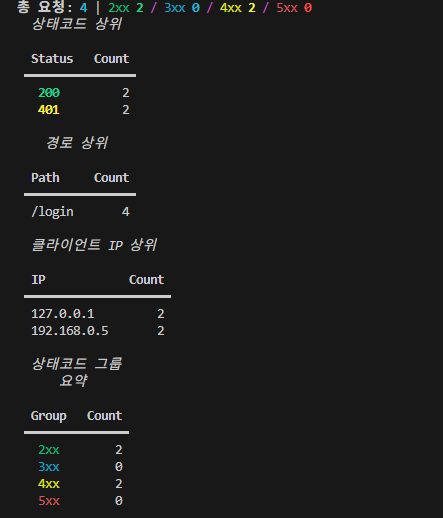 총 요청: 4 | 2xx 2 / 3xx 0 / 4xx 2 / 5xx 0
상태코드 상위
Status Count
200 2
401 2
경로 상위
Path Count
/login 4
클라이언트 IP 상위
IP Count
127.0.0.1 2
192.168.0.5 2
상태코드 그룹
요약
Group Count
2xx 2
3xx 0
4xx 2
5xx 0